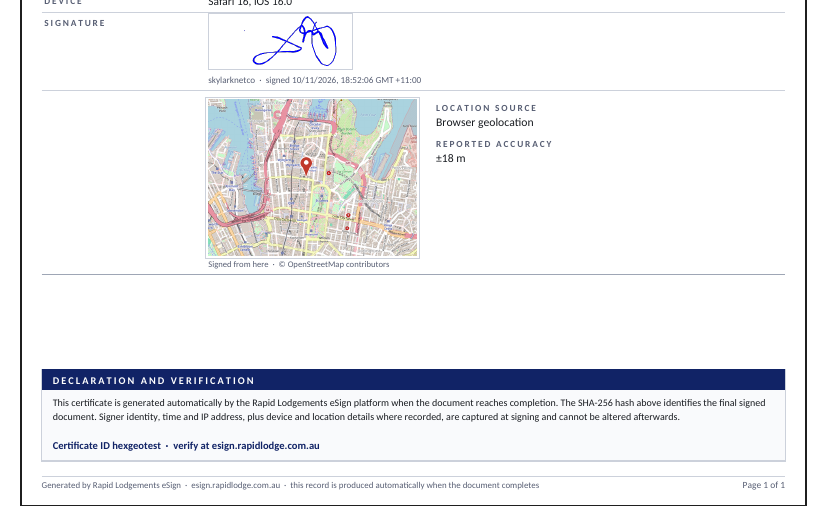 DEVICE
Safari 16, iOS 16.0
SIGNATURE
skylarknetco · signed 10/11/2026, 18:52:06 GMT +11:00
LOCATION SOURCE
Browser geolocation
REPORTED ACCURACY
±18 m
Signed from here · © OpenStreetMap contributors
DECLARATION AND VERIFICATION
This certificate is generated automatically by the Rapid Lodgements eSign platform when the document reaches completion. The SHA-256 hash above identifies the final signed
document. Signer identity, time and IP address, plus device and location details where recorded, are captured at signing and cannot be altered afterwards.
Certificate ID hexgeotest · verify at esign.rapidlodge.com.au
Generated by Rapid Lodgements eSign · esign.rapidlodge.com.au · this record is produced automatically when the document completes
Page 1 of 1